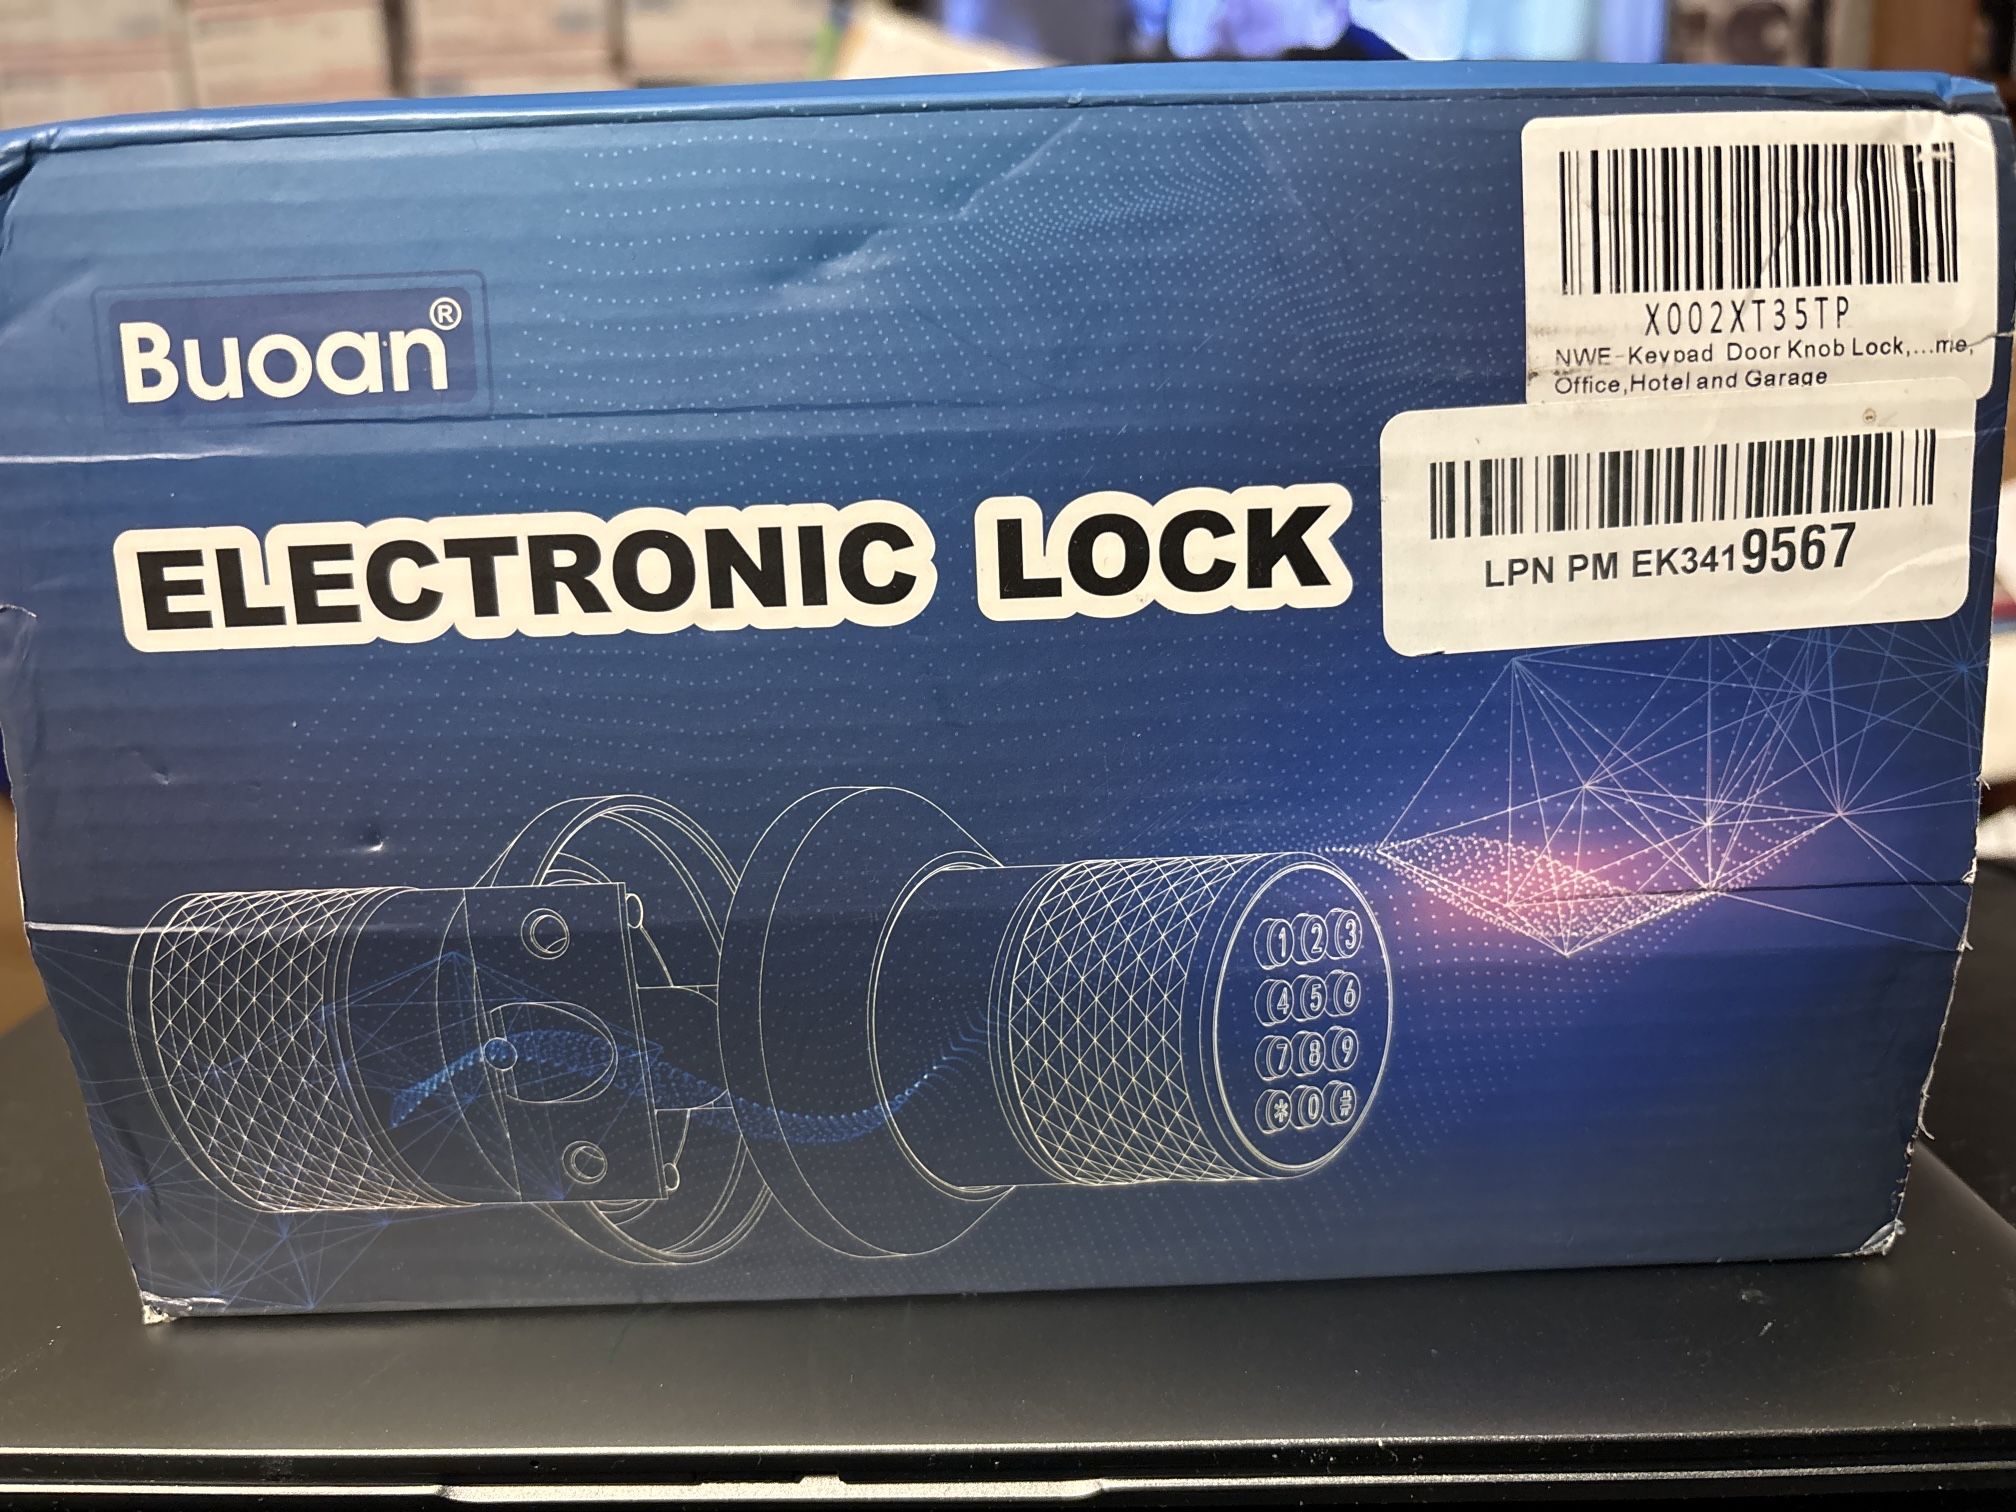 Buoan®
ELECTRONIC LOCK
X002XT35TP
NWE-Keypad Door Knob Lock,...me,
Office,Hotel and Garage
LPN PM EK3419567
1 2 3
4 5 6
7 8 9
* 0 #